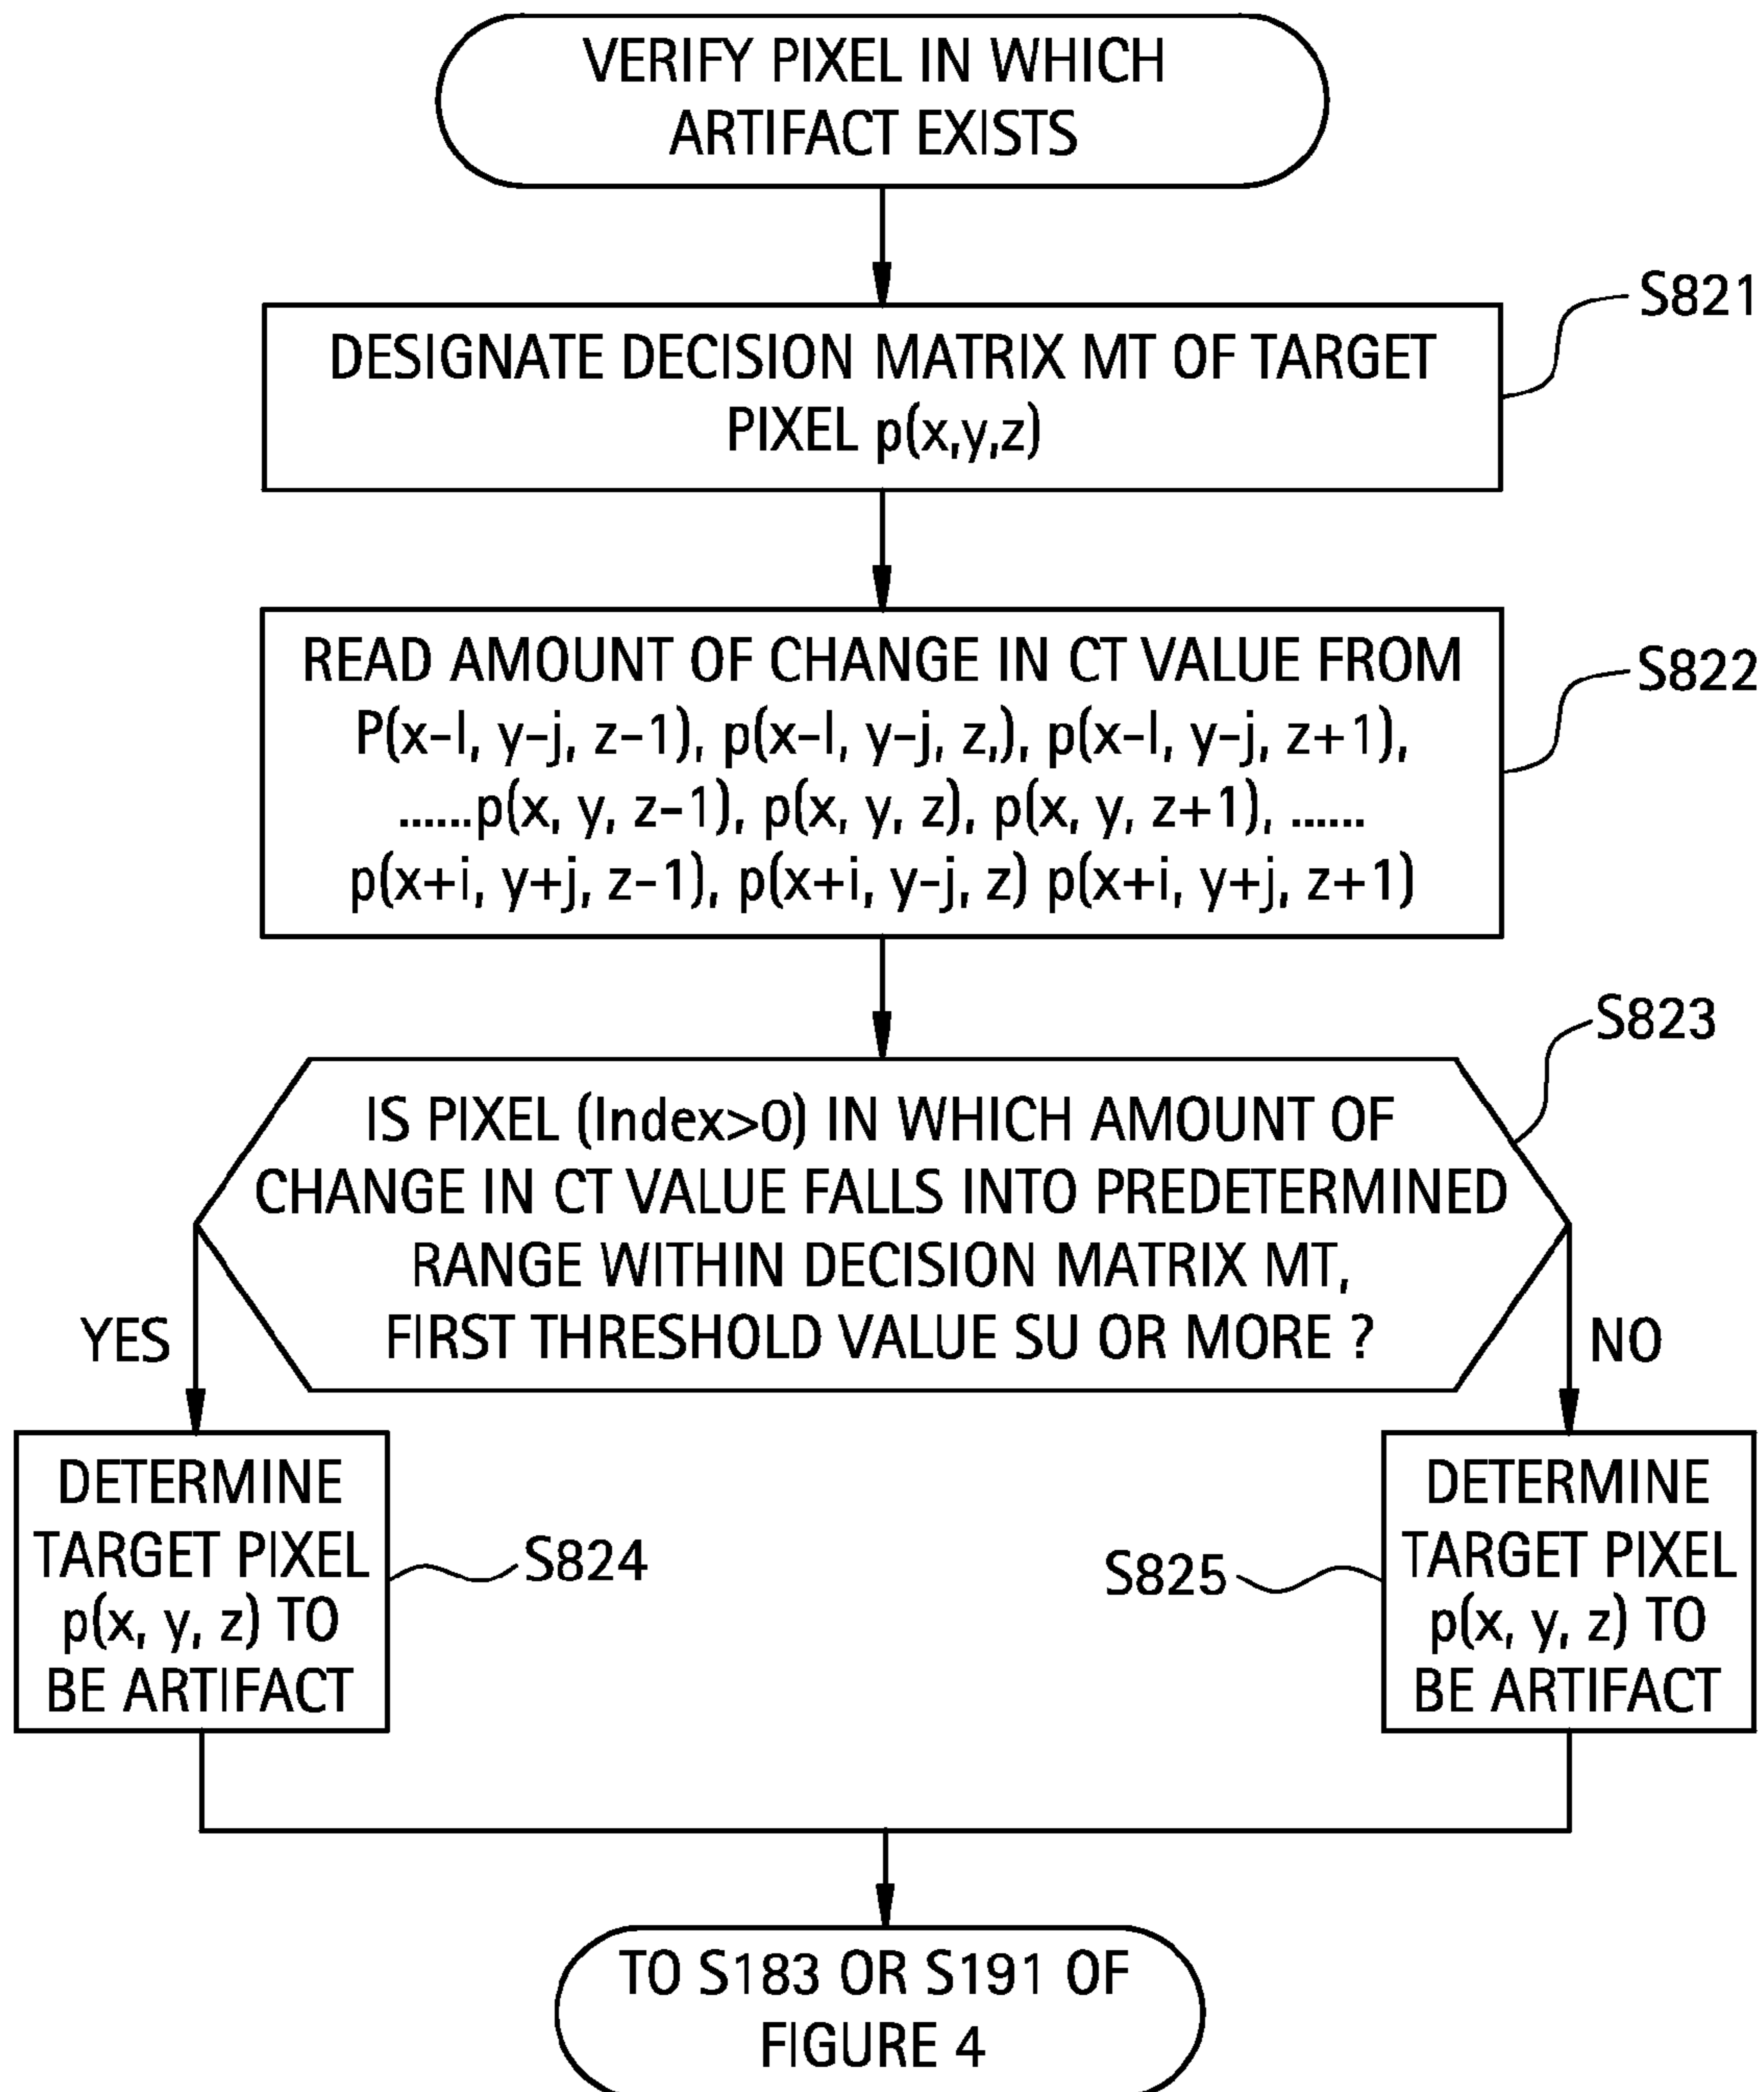 VERIFY PIXEL IN WHICH
ARTIFACT EXISTS
S821
DESIGNATE DECISION MATRIX MT OF TARGET
PIXEL p(x,y,z)
S822
READ AMOUNT OF CHANGE IN CT VALUE FROM
P(x-l, y-j, z-1), p(x-l, y-j, z,), p(x-l, y-j, z+1),
......p(x, y, z-1), p(x, y, z), p(x, y, z+1), ......
p(x+i, y+j, z-1), p(x+i, y-j, z) p(x+i, y+j, z+1)
S823
IS PIXEL (Index>0) IN WHICH AMOUNT OF
CHANGE IN CT VALUE FALLS INTO PREDETERMINED
RANGE WITHIN DECISION MATRIX MT,
FIRST THRESHOLD VALUE SU OR MORE ?
YES
NO
DETERMINE
TARGET PIXEL
p(x, y, z) TO
BE ARTIFACT
S824
S825
DETERMINE
TARGET PIXEL
p(x, y, z) TO
BE ARTIFACT
TO S183 OR S191 OF
FIGURE 4